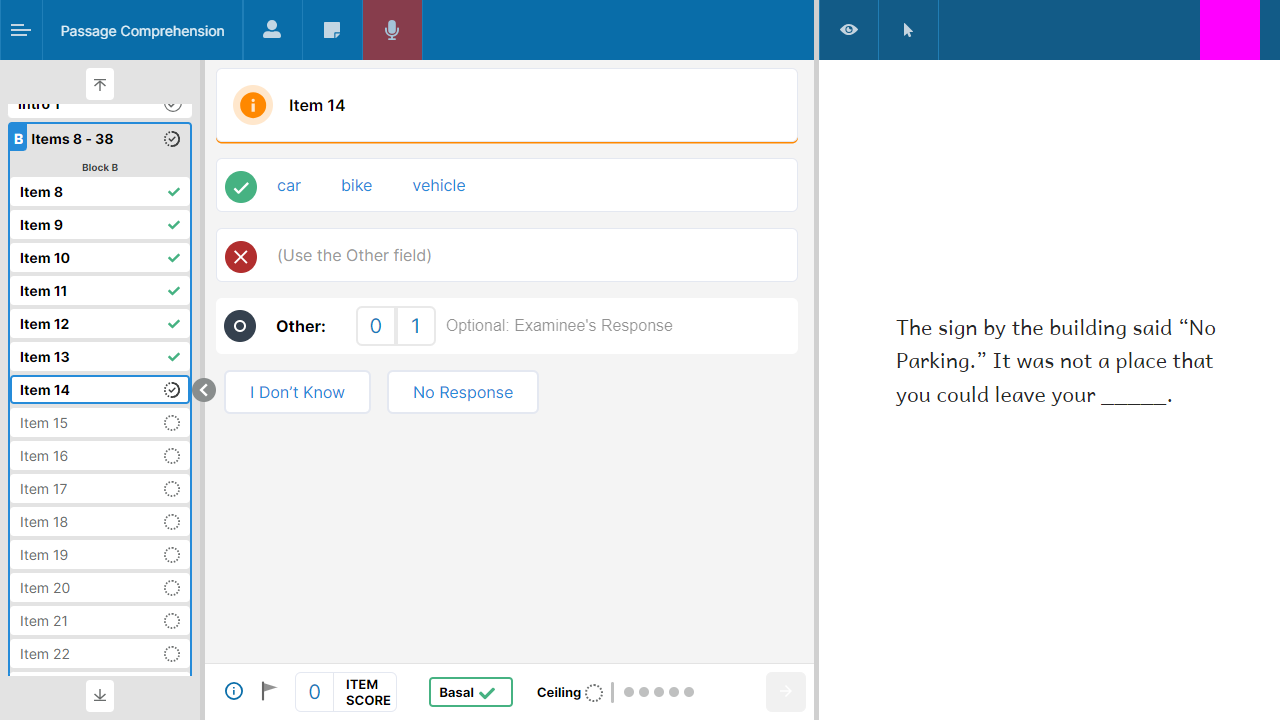 Passage Comprehension
Intro 1
B Items 8 - 38
Block B
Item 8
Item 9
Item 10
Item 11
Item 12
Item 13
Item 14
Item 15
Item 16
Item 17
Item 18
Item 19
Item 20
Item 21
Item 22
Item 14
car bike vehicle
(Use the Other field)
Other: 0 1 Optional: Examinee's Response
I Don’t Know No Response
0 ITEM
SCORE
Basal
Ceiling
The sign by the building said “No
Parking.” It was not a place that
you could leave your _____.